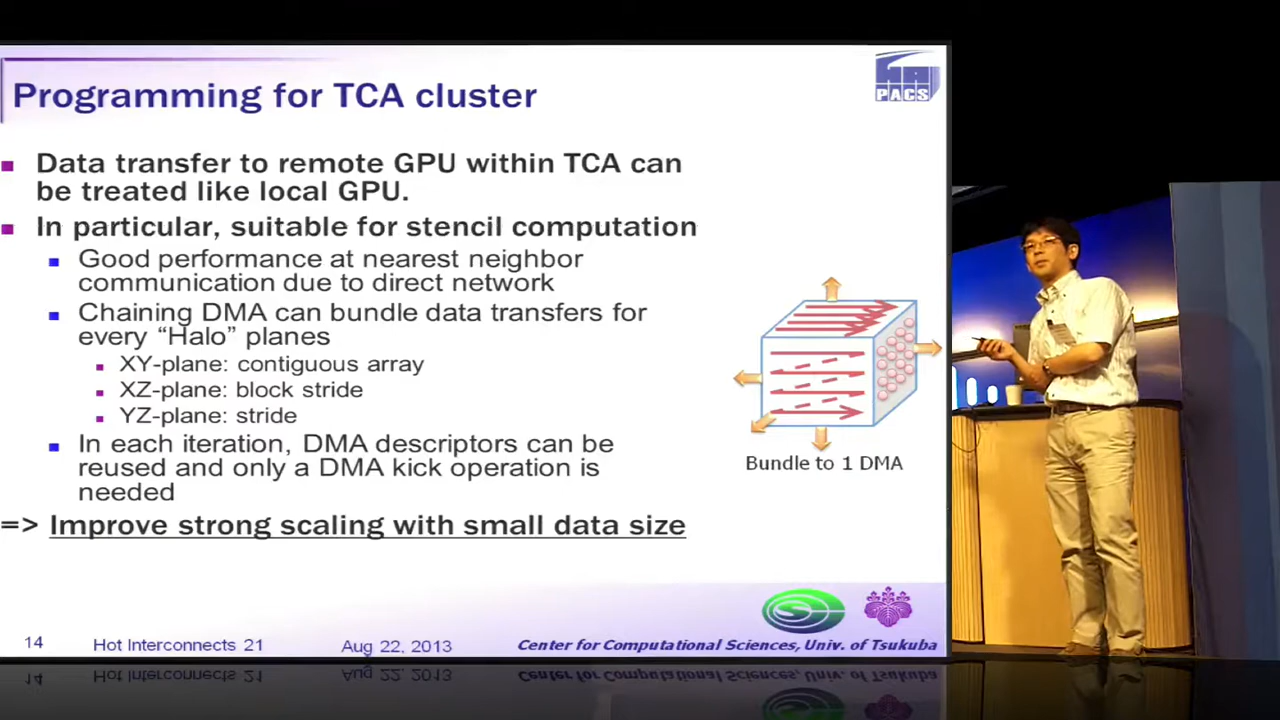 Programming for TCA cluster
PACS
Data transfer to remote GPU within TCA can
be treated like local GPU.
In particular, suitable for stencil computation
Good performance at nearest neighbor
communication due to direct network
Chaining DMA can bundle data transfers for
every “Halo” planes
XY-plane: contiguous array
XZ-plane: block stride
YZ-plane: stride
In each iteration, DMA descriptors can be
reused and only a DMA kick operation is
needed
=> Improve strong scaling with small data size
Bundle to 1 DMA
14
Hot Interconnects 21
Aug 22, 2013
Center for Computational Sciences, Univ. of Tsukuba